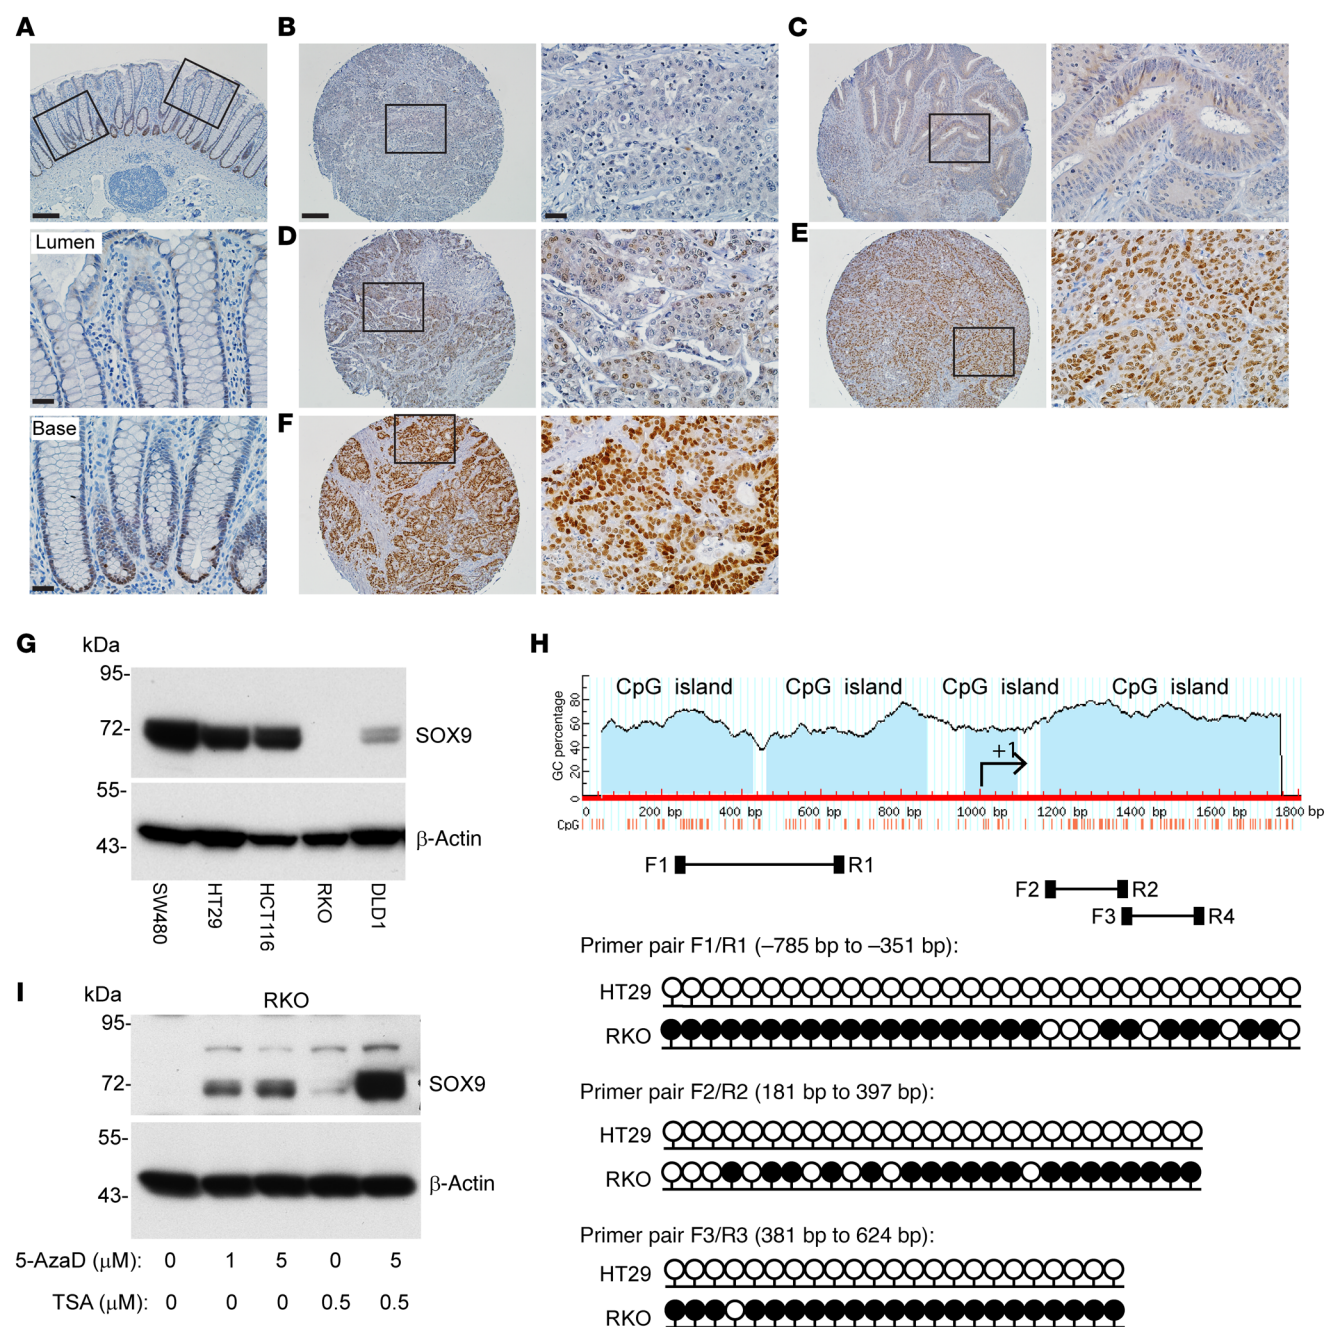 A
B
C
Lumen
D
E
Base
F
G
kDa
95-
72-
SOX9
55-
β-Actin
43-
SW480
HT29
HCT116
RKO
DLD1
H
CpG island
CpG island
CpG island
CpG island
GC percentage
80
60
40
20
0
+1
200 bp
400 bp
600 bp
800 bp
1000 bp
1200 bp
1400 bp
1600 bp
1800 bp
CpG
F1
R1
F2
R2
F3
R4
Primer pair F1/R1 (–785 bp to –351 bp):
HT29
RKO
Primer pair F2/R2 (181 bp to 397 bp):
HT29
RKO
Primer pair F3/R3 (381 bp to 624 bp):
HT29
RKO
I
kDa
RKO
95-
72-
SOX9
55-
β-Actin
43-
5-AzaD (μM): 0 1 5 0 5
TSA (μM): 0 0 0 0.5 0.5